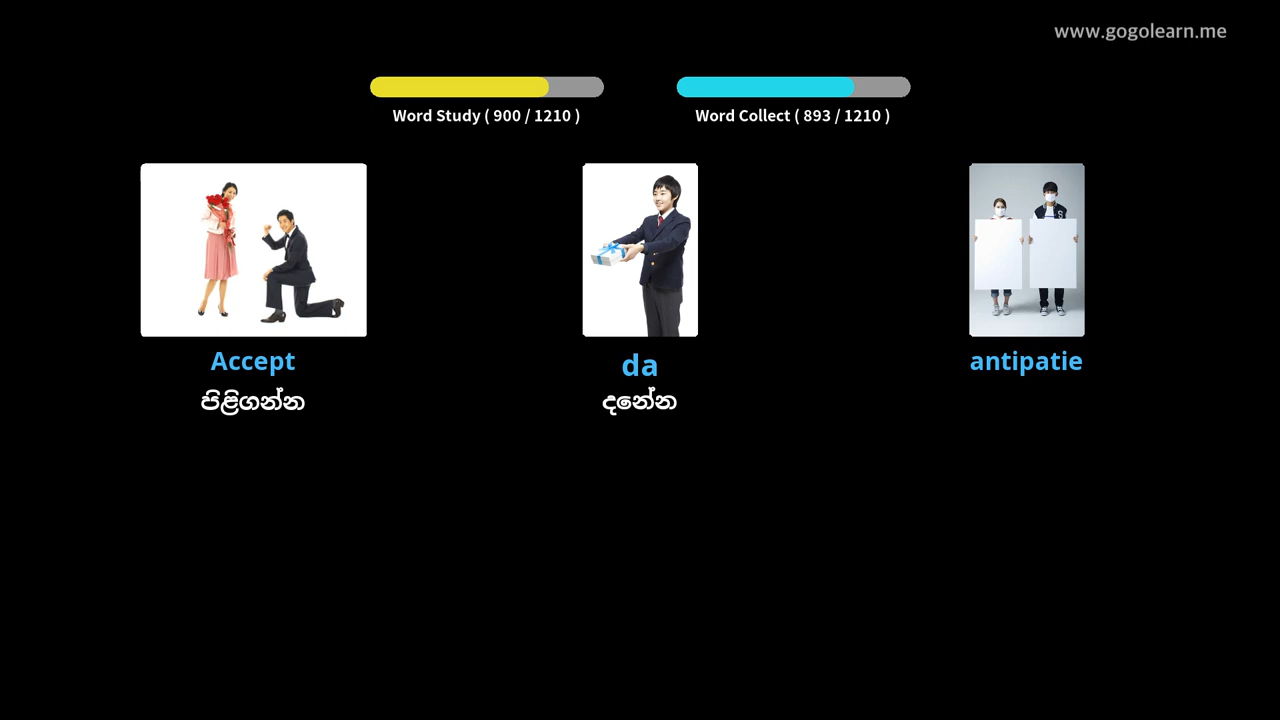 www.gogolearn.me
Word Study ( 900 / 1210 )
Word Collect ( 893 / 1210 )
Accept
da
antipatie
පිළිගන්න
දනේන